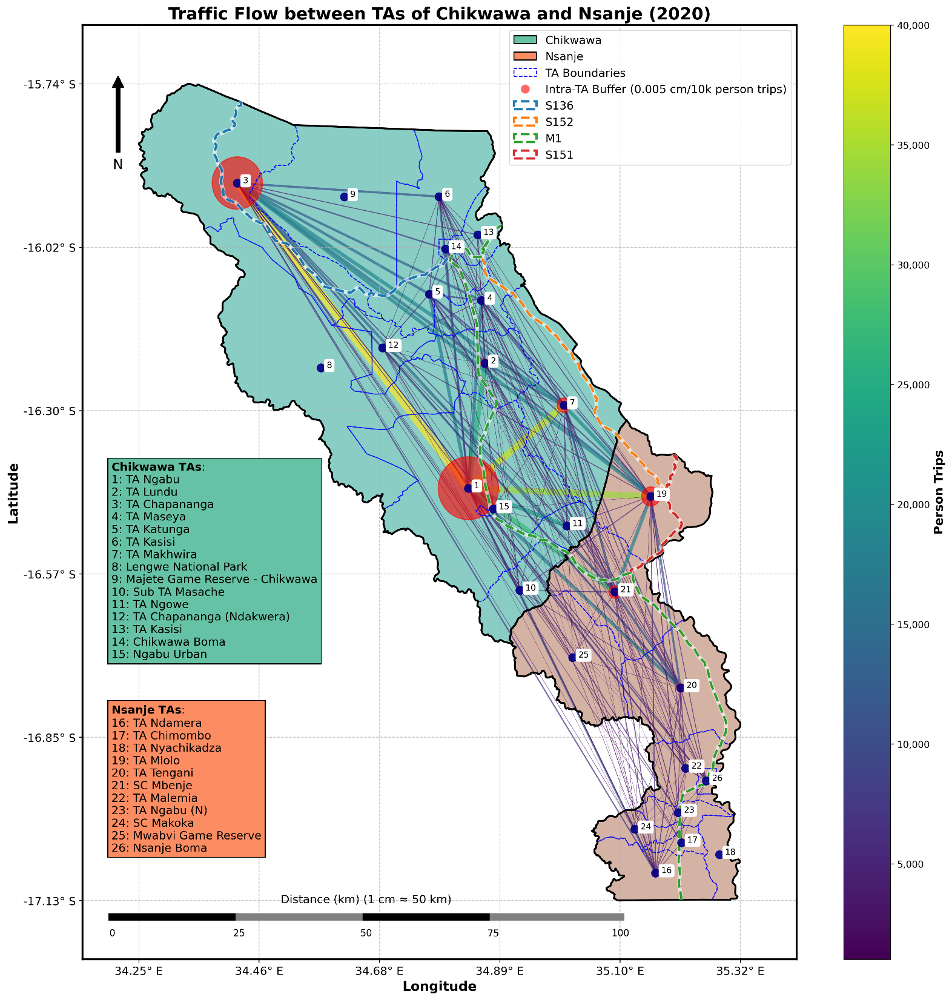 Traffic Flow between TAs of Chikwawa and Nsanje (2020)
Chikwawa
Nsanje
TA Boundaries
Intra-TA Buffer (0.005 cm/10k person trips)
S136
S152
M1
S151
N
-15.74° S
-16.02° S
-16.30° S
-16.57° S
-16.85° S
-17.13° S
Latitude
3
9
6
13
14
5
4
12
8
2
7
1
19
15
11
10
21
25
20
22
26
23
24
17
18
16
Chikwawa TAs:
1: TA Ngabu
2: TA Lundu
3: TA Chapananga
4: TA Maseya
5: TA Katunga
6: TA Kasisi
7: TA Makhwira
8: Lengwe National Park
9: Majete Game Reserve - Chikwawa
10: Sub TA Masache
11: TA Ngowe
12: TA Chapananga (Ndakwera)
13: TA Kasisi
14: Chikwawa Boma
15: Ngabu Urban
Nsanje TAs:
16: TA Ndamera
17: TA Chimombo
18: TA Nyachikadza
19: TA Mlolo
20: TA Tengani
21: SC Mbenje
22: TA Malemia
23: TA Ngabu (N)
24: SC Makoka
25: Mwabvi Game Reserve
26: Nsanje Boma
Distance (km) (1 cm ≈ 50 km)
0 25 50 75 100
34.25° E 34.46° E 34.68° E 34.89° E 35.10° E 35.32° E
Longitude
40,000
35,000
30,000
25,000
20,000
15,000
10,000
5,000
Person Trips